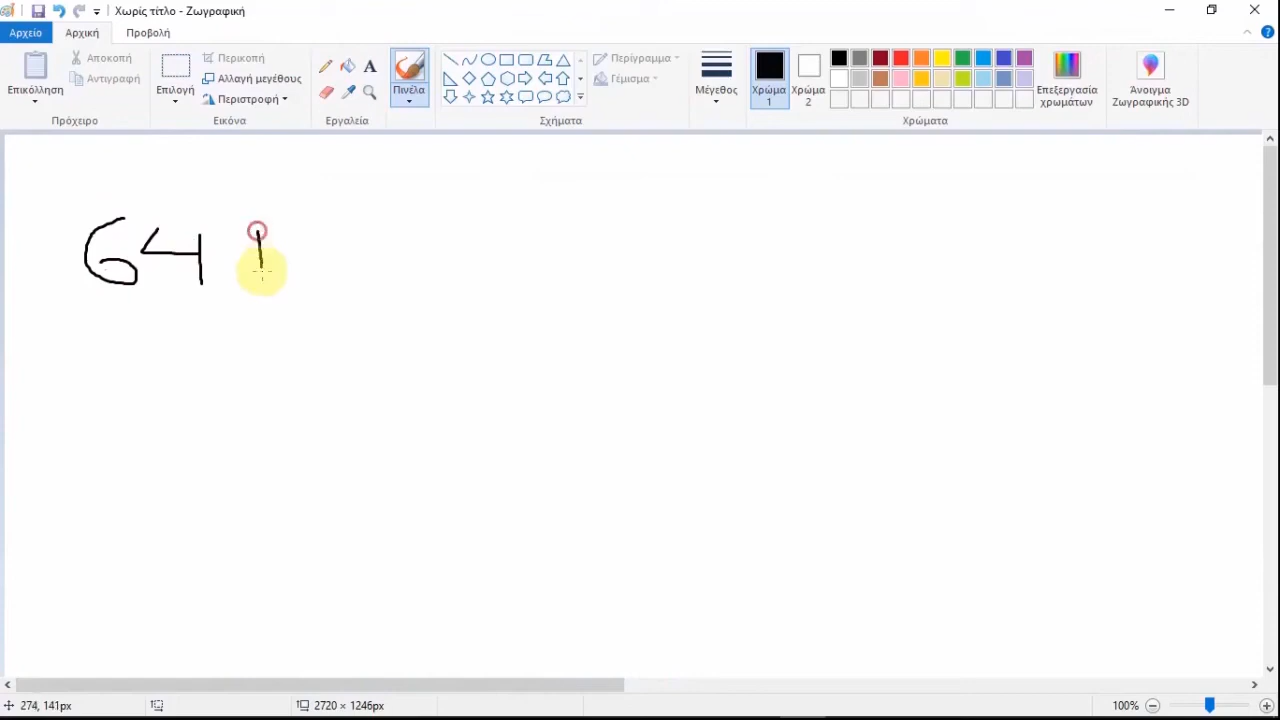 Χωρίς τίτλο - Ζωγραφική
Αρχείο Αρχική Προβολή
Επικόλληση
Αποκοπή
Αντιγραφή
Πρόχειρο
Επιλογή
Περικοπή
Αλλαγή μεγέθους
Περιστροφή
Εικόνα
A
Εργαλεία
Πινέλα
Περίγραμμα
Γέμισμα
Σχήματα
Μέγεθος
Χρώμα 1
Χρώμα 2
Επεξεργασία χρωμάτων
Χρώματα
Άνοιγμα Ζωγραφικής 3D
64
274, 141px
2720 × 1246px
100%